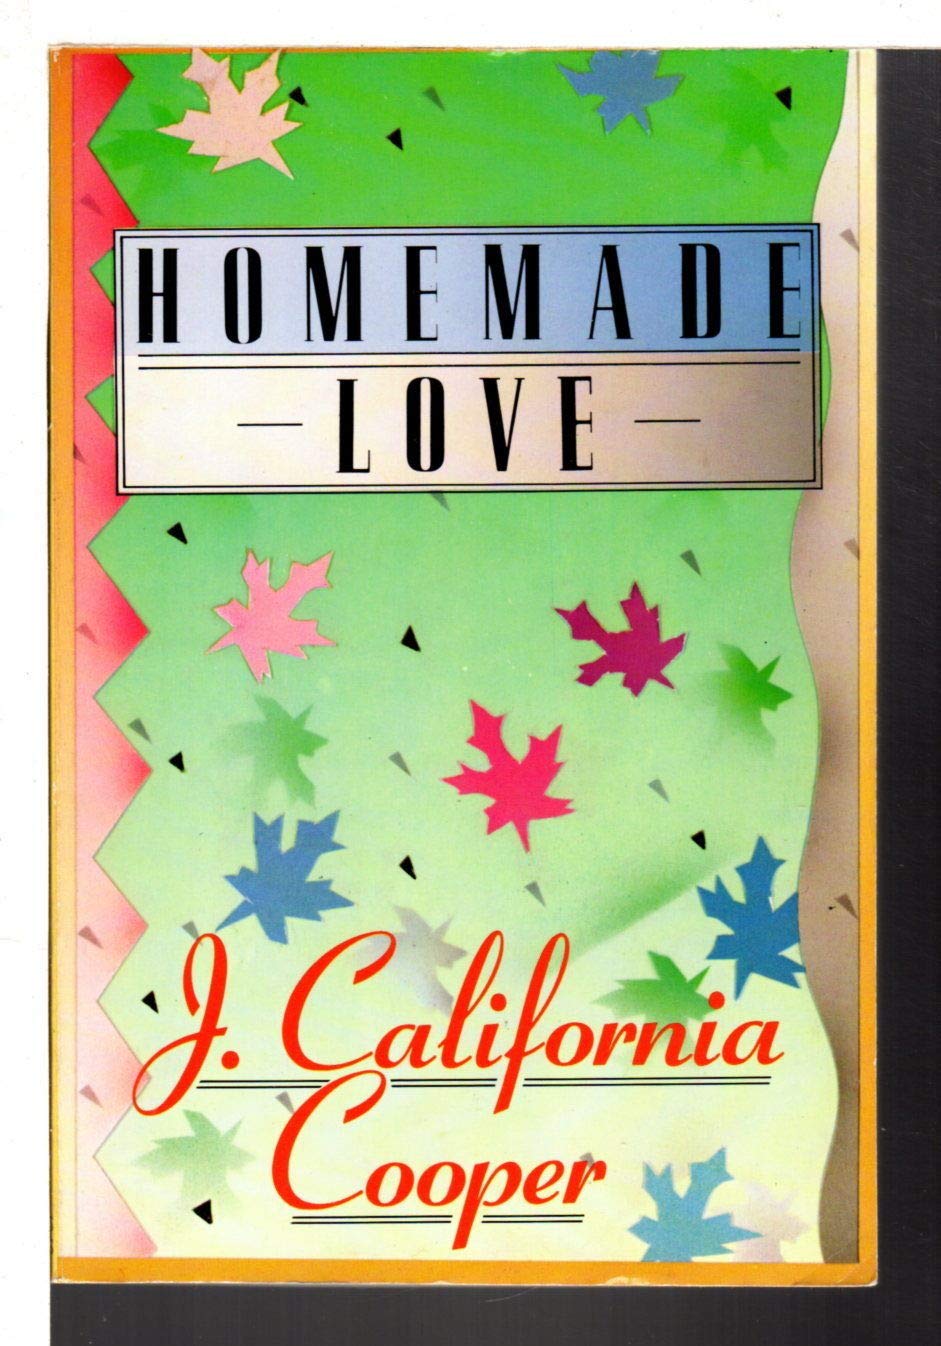 HOMEMADE
—LOVE—
J. California
Cooper